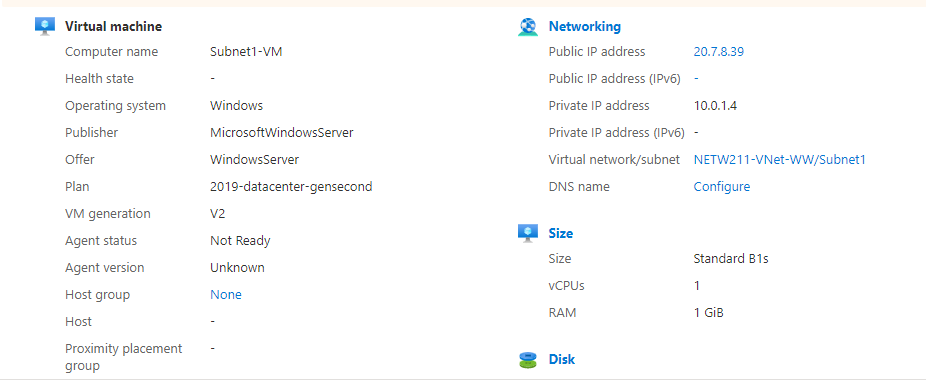 Virtual machine
Computer name Subnet1-VM
Health state -
Operating system Windows
Publisher MicrosoftWindowsServer
Offer WindowsServer
Plan 2019-datacenter-gensecond
VM generation V2
Agent status Not Ready
Agent version Unknown
Host group None
Host -
Proximity placement -
group
Networking
Public IP address 20.7.8.39
Public IP address (IPv6) -
Private IP address 10.0.1.4
Private IP address (IPv6) -
Virtual network/subnet NETW211-VNet-WW/Subnet1
DNS name Configure
Size
Size Standard B1s
vCPUs 1
RAM 1 GiB
Disk